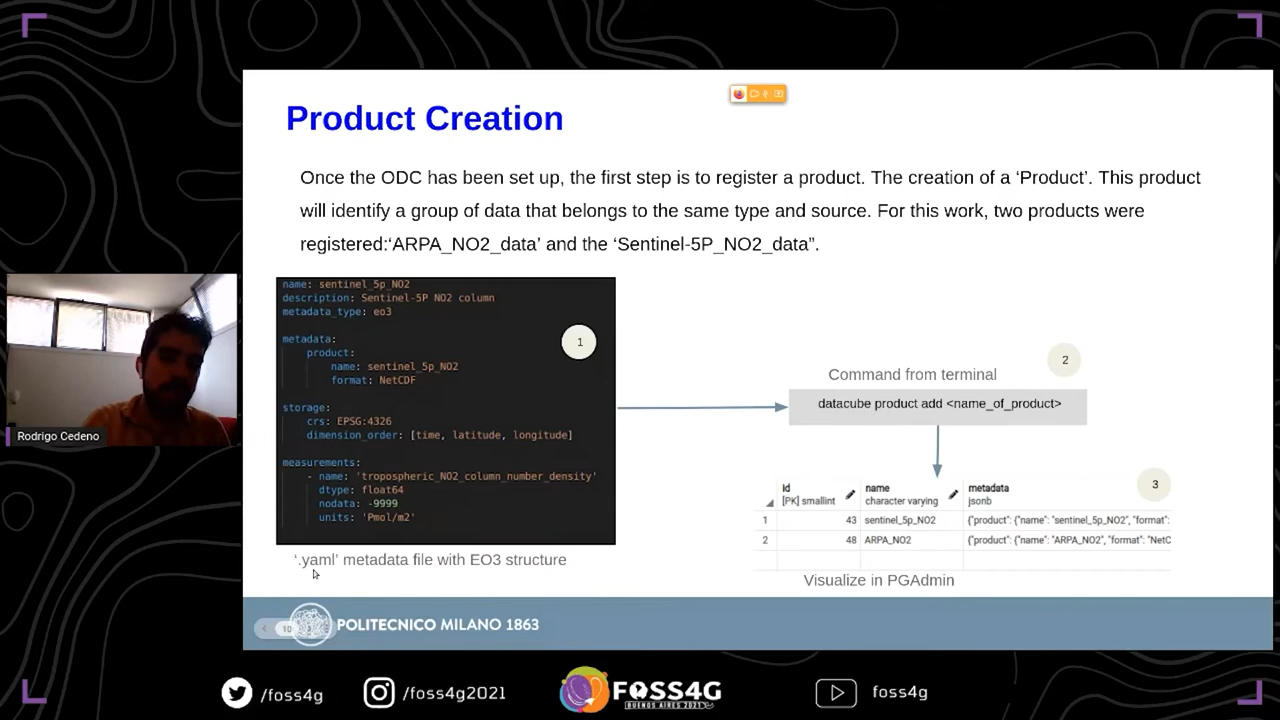 Product Creation
Once the ODC has been set up, the first step is to register a product. The creation of a ‘Product’. This product
will identify a group of data that belongs to the same type and source. For this work, two products were
registered:‘ARPA_NO2_data’ and the ‘Sentinel-5P_NO2_data”.
name: sentinel_5p_NO2
description: Sentinel-5P NO2 column
metadata_type: eo3
metadata:
product:
name: sentinel_5p_NO2
format: NetCDF
storage:
crs: EPSG:4326
dimension_order: [time, latitude, longitude]
measurements:
- name: 'tropospheric_NO2_column_number_density'
dtype: float64
nodata: -9999
units: 'Pmol/m2'
1
‘.yaml’ metadata file with EO3 structure
2
Command from terminal
datacube product add <name_of_product>
3
id name metadata
[PK] smallint character varying jsonb
1 43 sentinel_5p_NO2 {"product": {"name": "sentinel_5p_NO2", "format":
2 48 ARPA_NO2 {"product": {"name": "ARPA_NO2", "format": "NetC
Visualize in PGAdmin
Rodrigo Cedeno
10
POLITECNICO MILANO 1863
/foss4g
/foss4g2021
FOSS4G
BUENOS AIRES 2021
foss4g